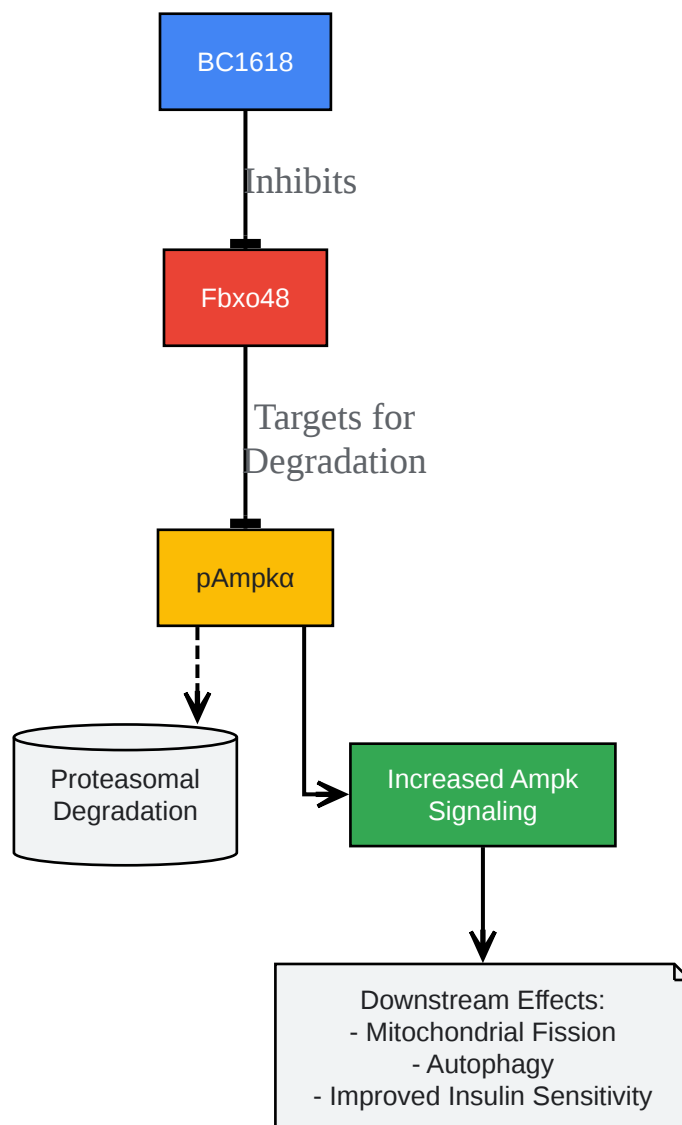 BC1618
Inhibits
Fbxo48
Targets for
Degradation
pAmpkα
Proteasomal
Degradation
Increased Ampk
Signaling
Downstream Effects:
- Mitochondrial Fission
- Autophagy
- Improved Insulin Sensitivity